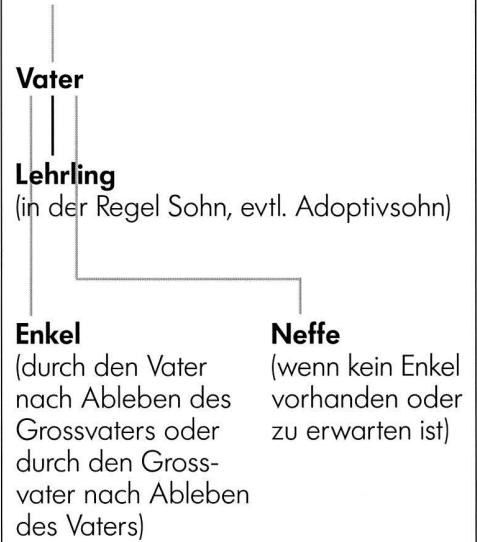 Vater
Lehrling
(in der Regel Sohn, evtl. Adoptivsohn)
Enkel
(durch den Vater
nach Ableben des
Grossvaters oder
durch den Gross-
vater nach Ableben
des Vaters)
Neffe
(wenn kein Enkel
vorhanden oder
zu erwarten ist)